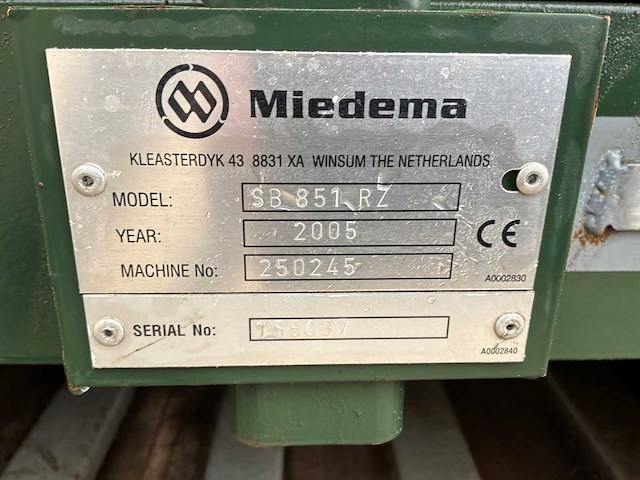 Miedema
KLEASTERDYK 43 8831 XA WINSUM THE NETHERLANDS
MODEL: SB 851 RZ
YEAR: 2005 CE
MACHINE No: 250245
A0002830
SERIAL No:
A0002840